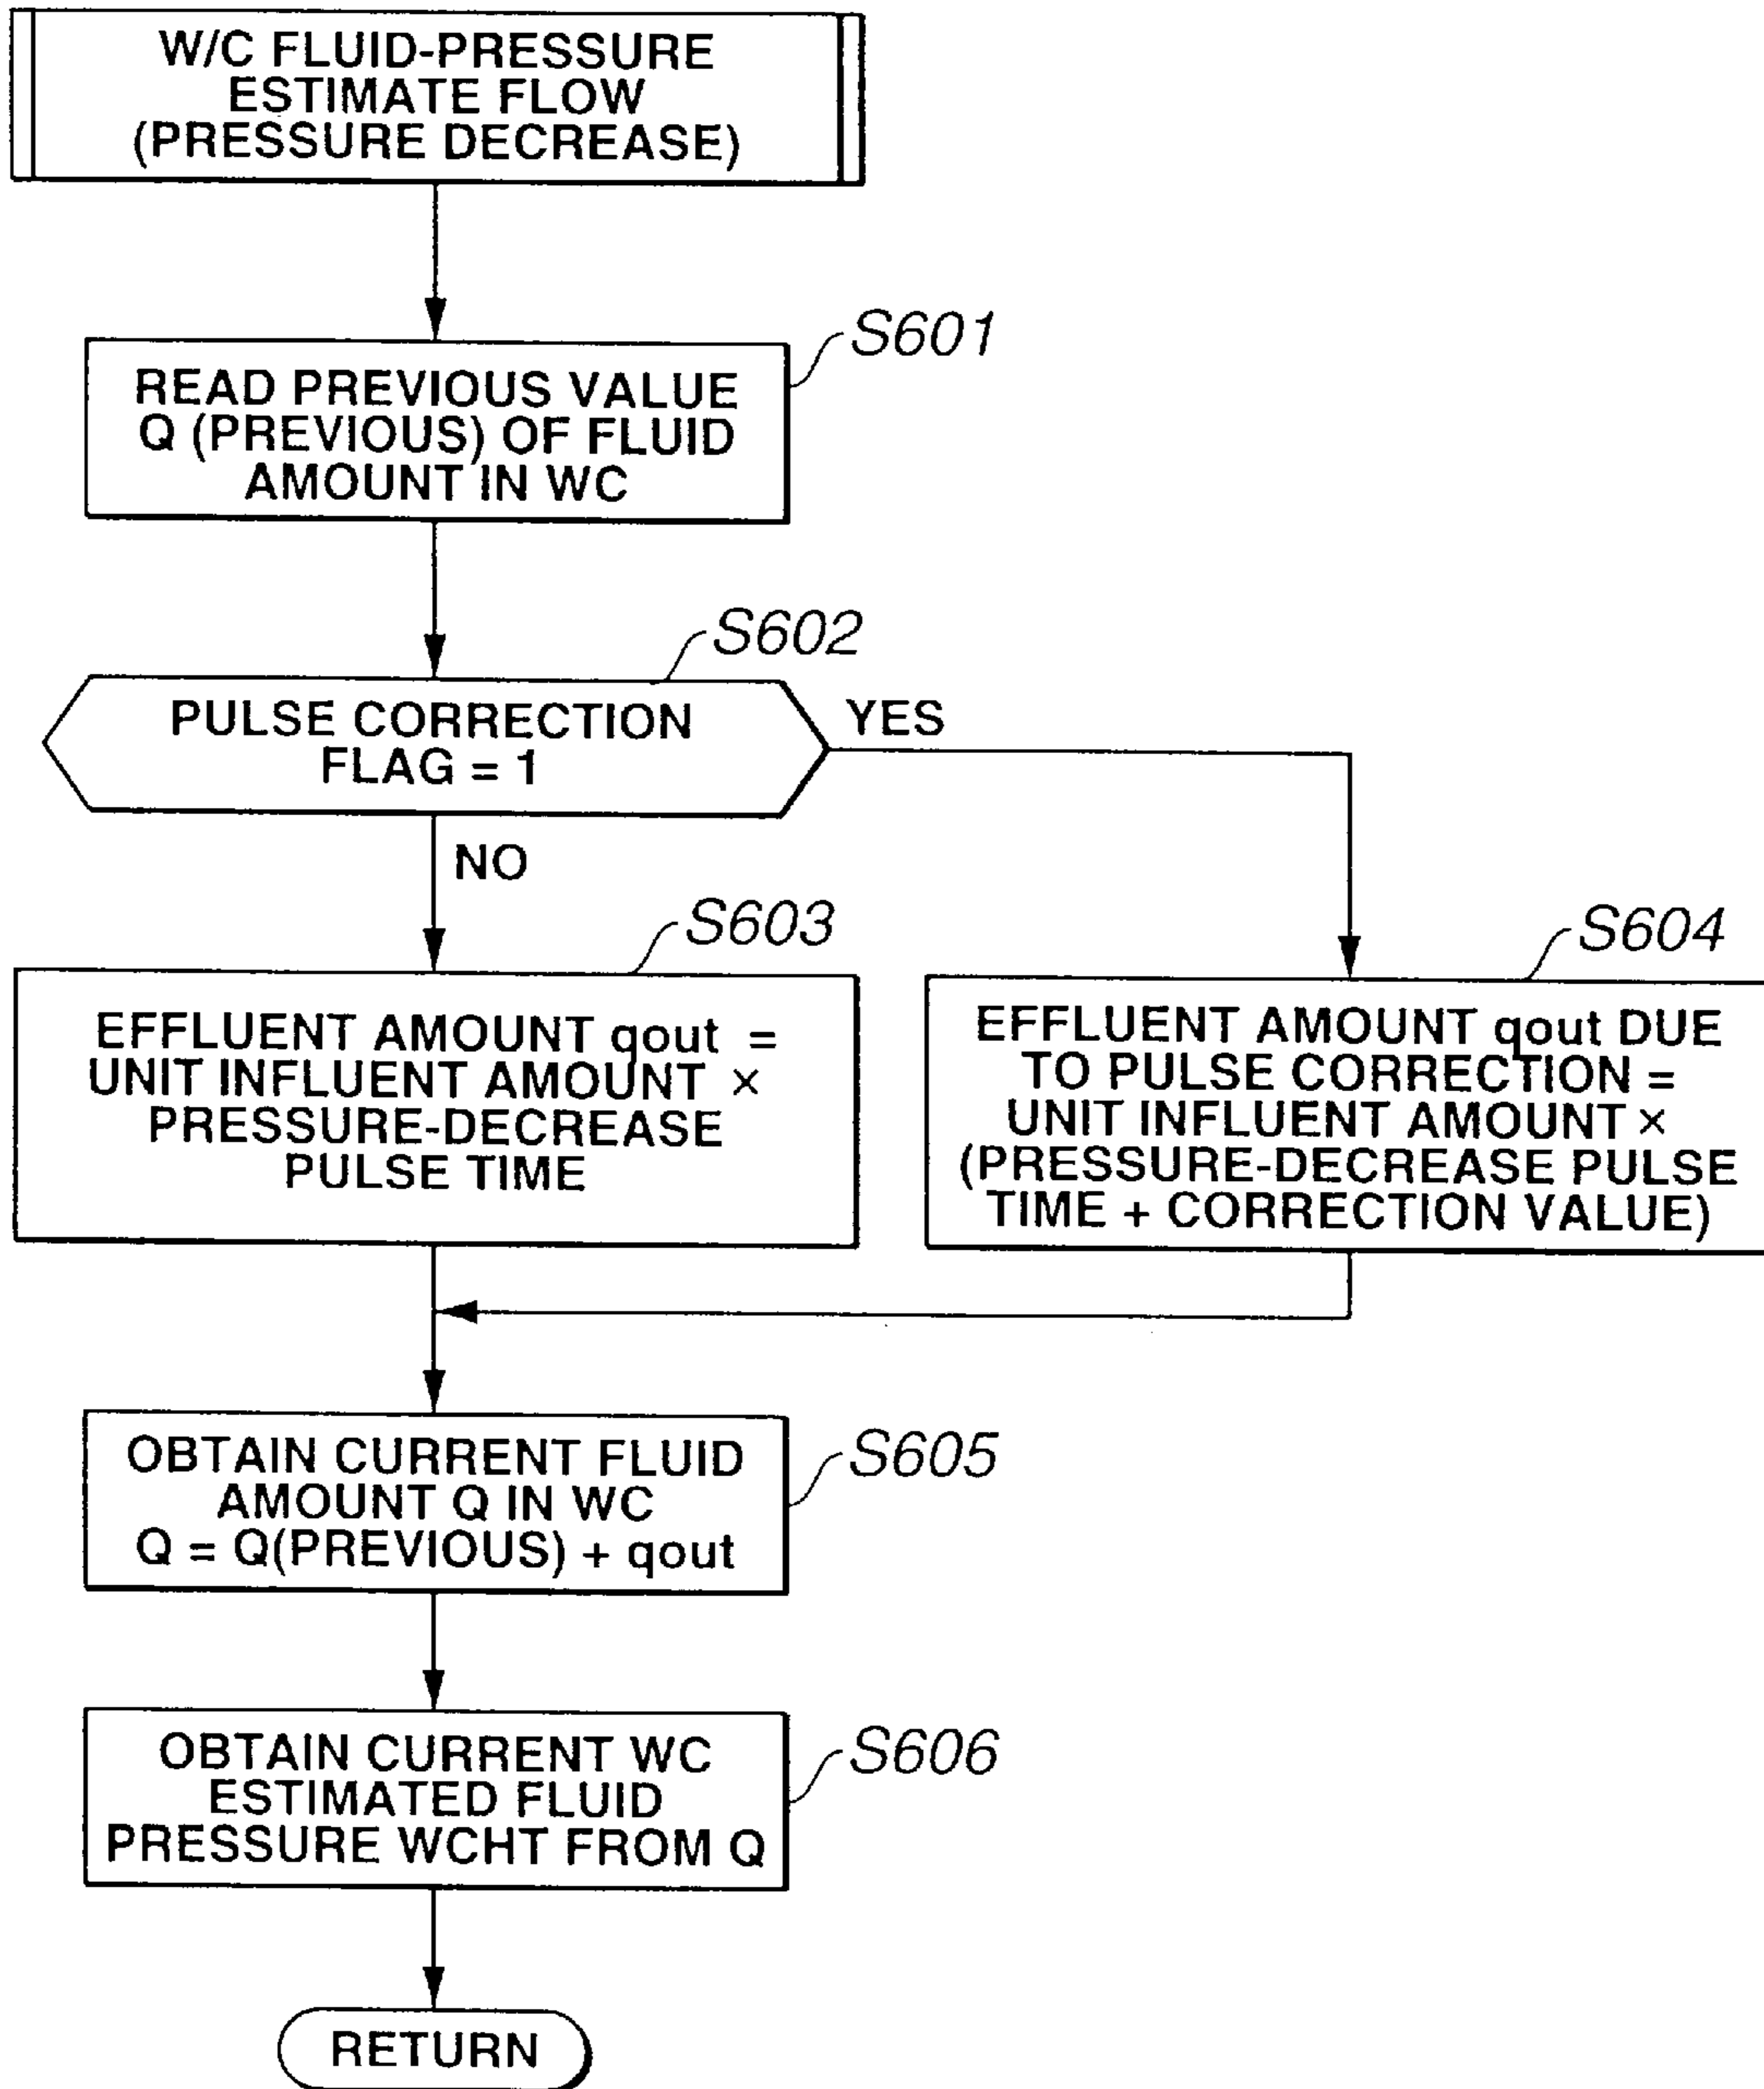 W/C FLUID-PRESSURE
ESTIMATE FLOW
(PRESSURE DECREASE)
S601
READ PREVIOUS VALUE
Q (PREVIOUS) OF FLUID
AMOUNT IN WC
S602
PULSE CORRECTION
FLAG = 1
YES
NO
S603
EFFLUENT AMOUNT qout =
UNIT INFLUENT AMOUNT ×
PRESSURE-DECREASE
PULSE TIME
S604
EFFLUENT AMOUNT qout DUE
TO PULSE CORRECTION =
UNIT INFLUENT AMOUNT ×
(PRESSURE-DECREASE PULSE
TIME + CORRECTION VALUE)
S605
OBTAIN CURRENT FLUID
AMOUNT Q IN WC
Q = Q(PREVIOUS) + qout
S606
OBTAIN CURRENT WC
ESTIMATED FLUID
PRESSURE WCHT FROM Q
RETURN